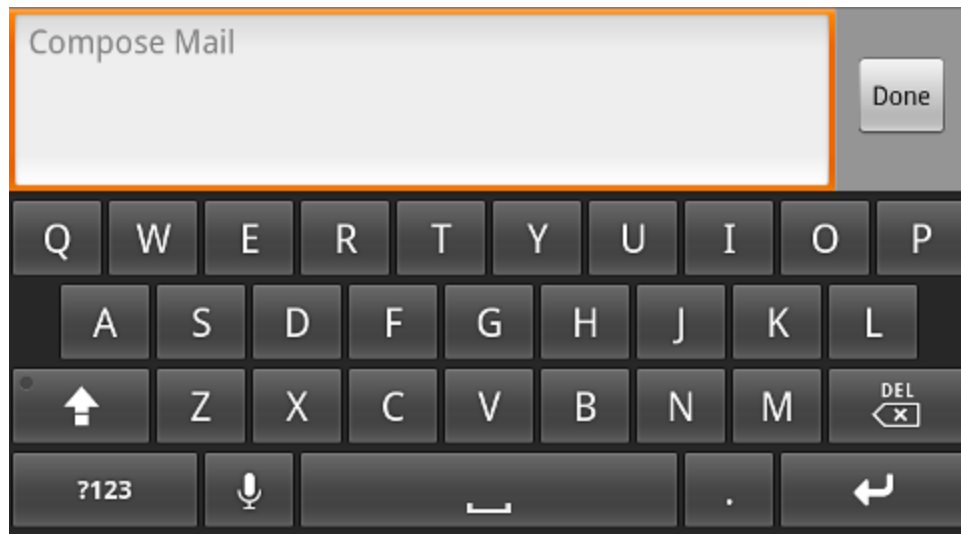 Compose Mail
Done
Q W E R T Y U I O P
A S D F G H J K L
Z X C V B N M DEL
?123 .